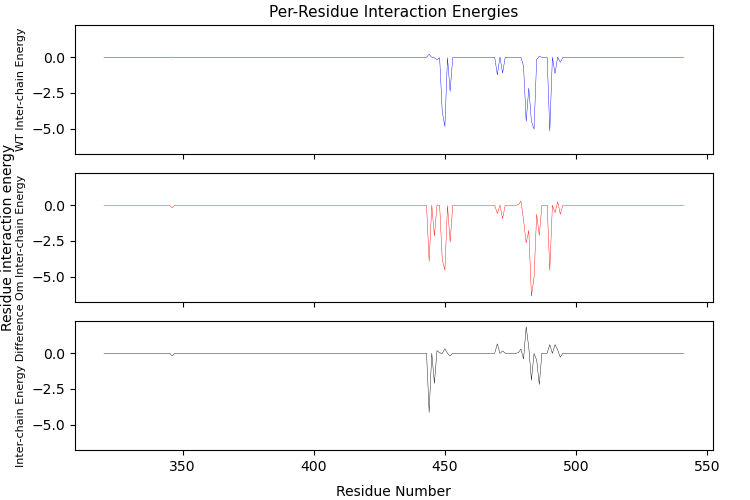 Per-Residue Interaction Energies
WT Inter-chain Energy
0.0
−2.5
−5.0
Residue interaction energy
Om Inter-chain Energy
0.0
−2.5
−5.0
Inter-chain Energy Difference
0.0
−2.5
−5.0
350 400 450 500 550
Residue Number